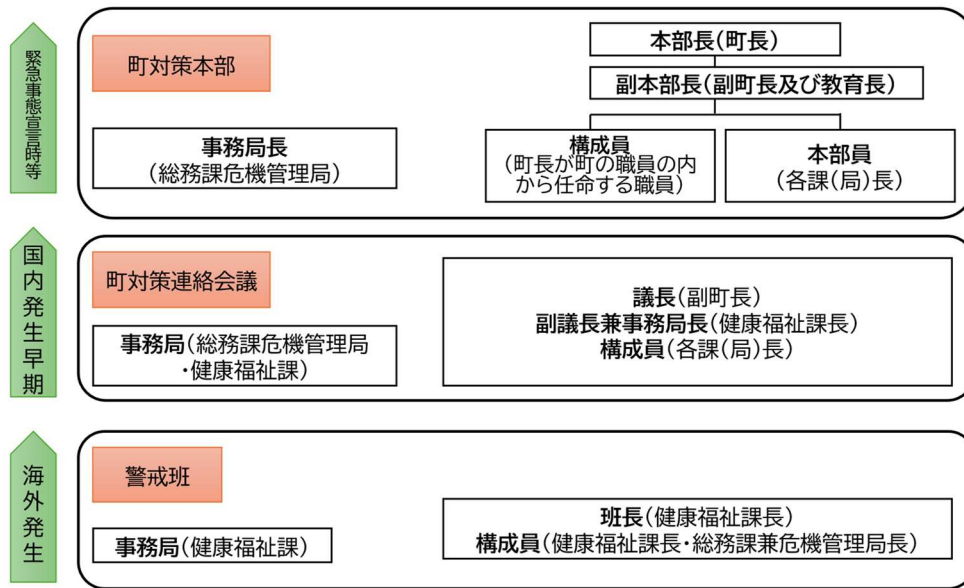 緊急事態宣言時等
町対策本部
本部長(町長)
副本部長(副町長及び教育長)
事務局長
(総務課危機管理局)
構成員
(町長が町の職員の内
から任命する職員)
本部員
(各課(局)長)
国内発生早期
町対策連絡会議
事務局(総務課危機管理局
・健康福祉課)
議長(副町長)
副議長兼事務局長(健康福祉課長)
構成員(各課(局)長)
海外発生
警戒班
事務局(健康福祉課)
班長(健康福祉課長)
構成員(健康福祉課長・総務課兼危機管理局長)